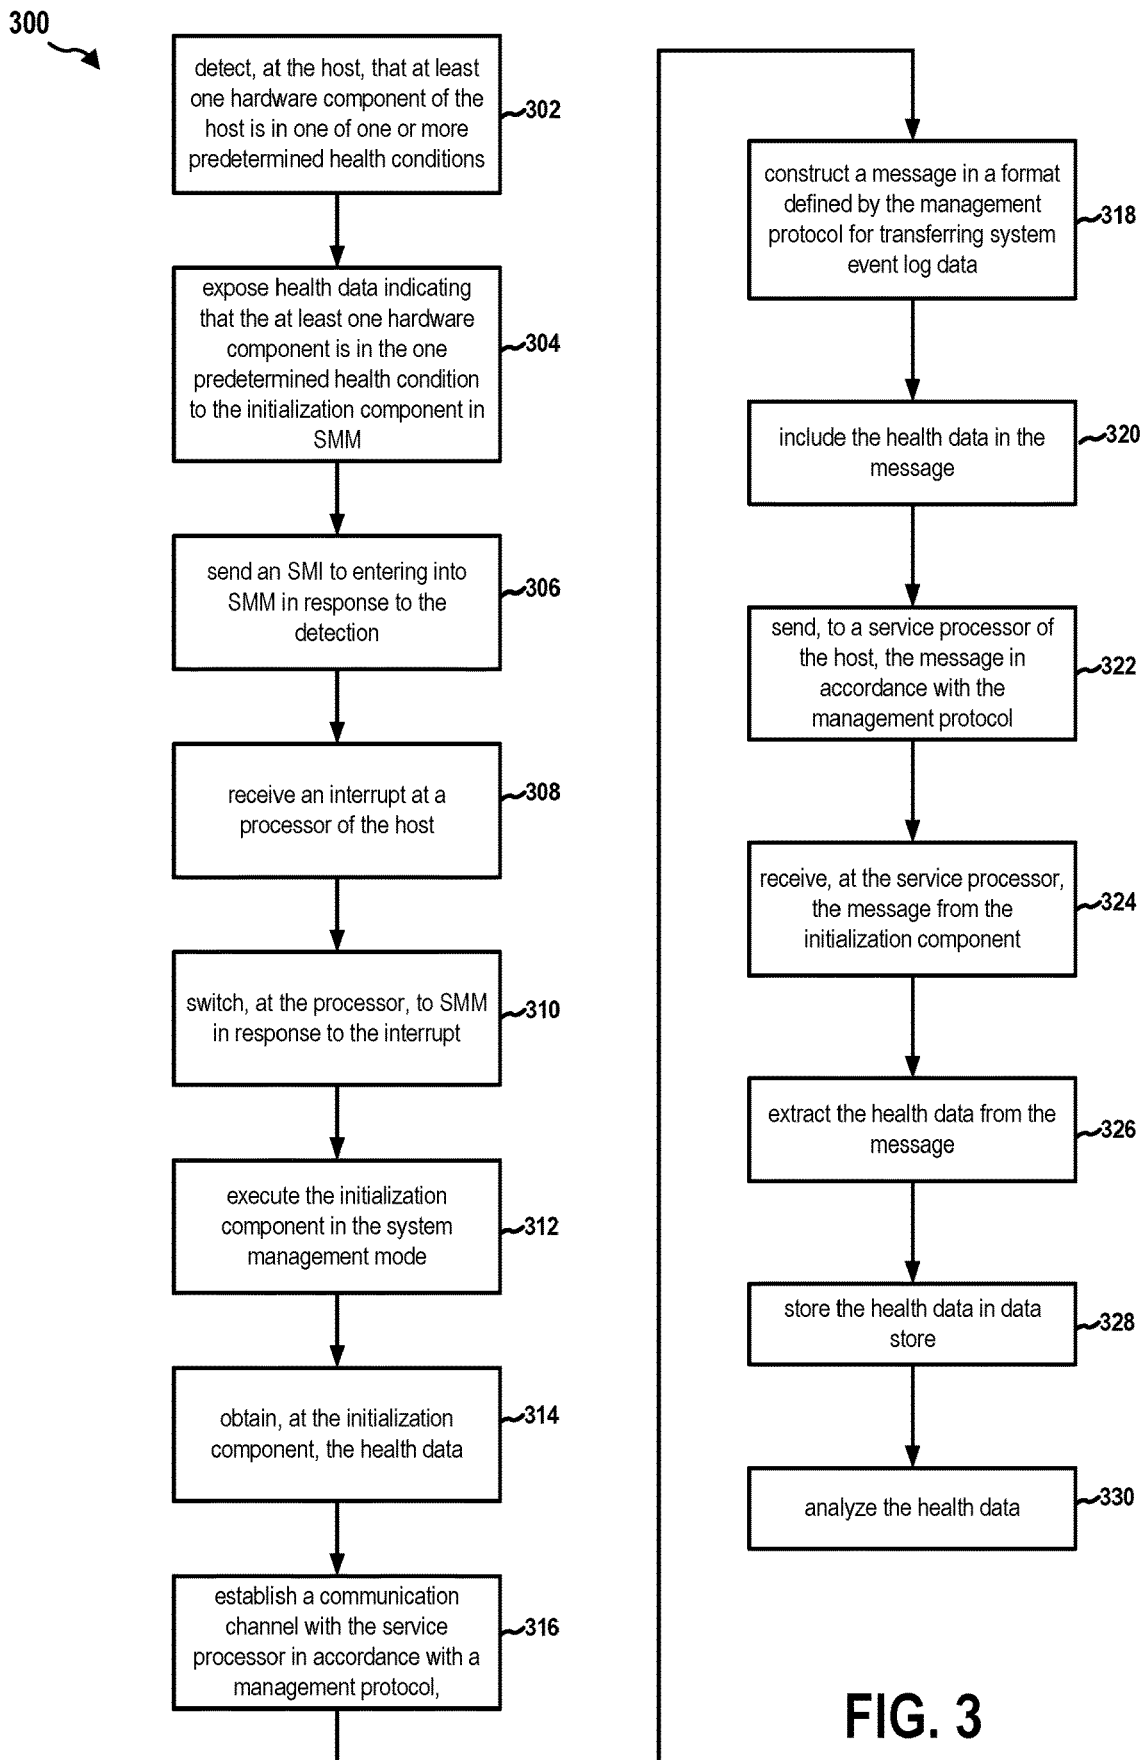 300
detect, at the host, that at least
one hardware component of the
host is in one of one or more
predetermined health conditions
302
expose health data indicating
that the at least one hardware
component is in the one
predetermined health condition
to the initialization component in
SMM
304
send an SMI to entering into
SMM in response to the
detection
306
receive an interrupt at a
processor of the host
308
switch, at the processor, to SMM
in response to the interrupt
310
execute the initialization
component in the system
management mode
312
obtain, at the initialization
component, the health data
314
establish a communication
channel with the service
processor in accordance with a
management protocol,
316
construct a message in a format
defined by the management
protocol for transferring system
event log data
318
include the health data in the
message
320
send, to a service processor of
the host, the message in
accordance with the
management protocol
322
receive, at the service processor,
the message from the
initialization component
324
extract the health data from the
message
326
store the health data in data
store
328
analyze the health data
330
FIG. 3